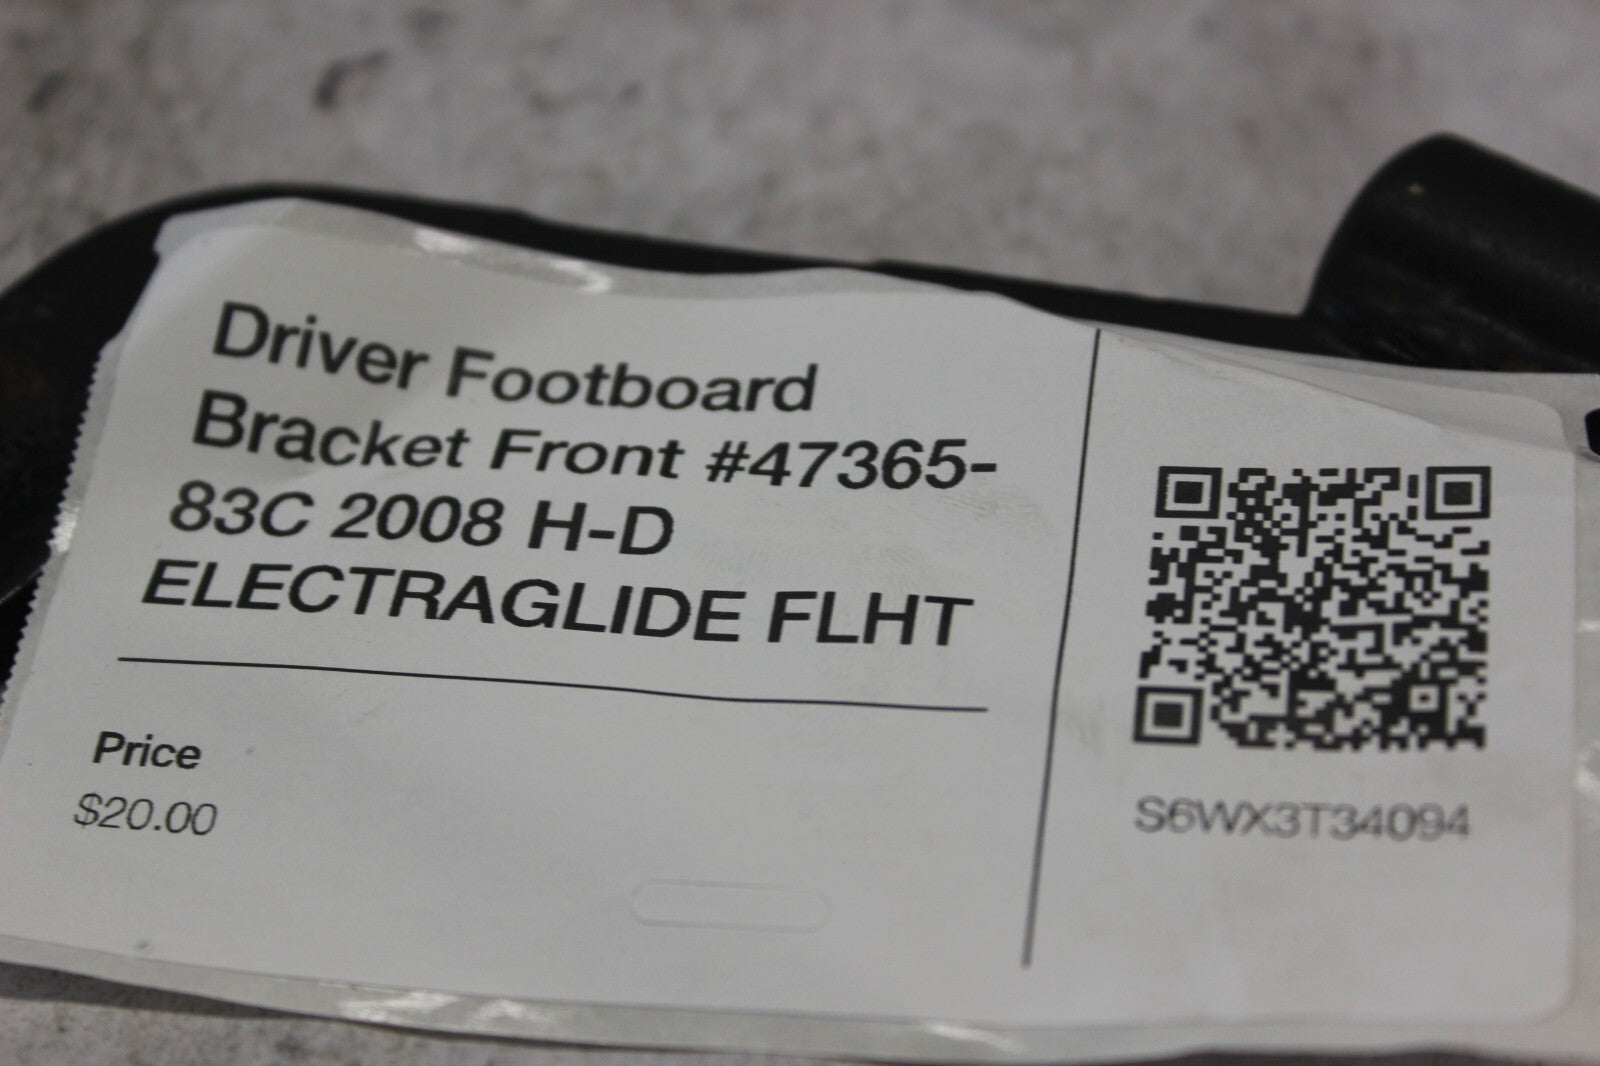 Driver Footboard
Bracket Front #47365-
83C 2008 H-D
ELECTRAGLIDE FLHT
Price
$20.00
S6WX3T34094